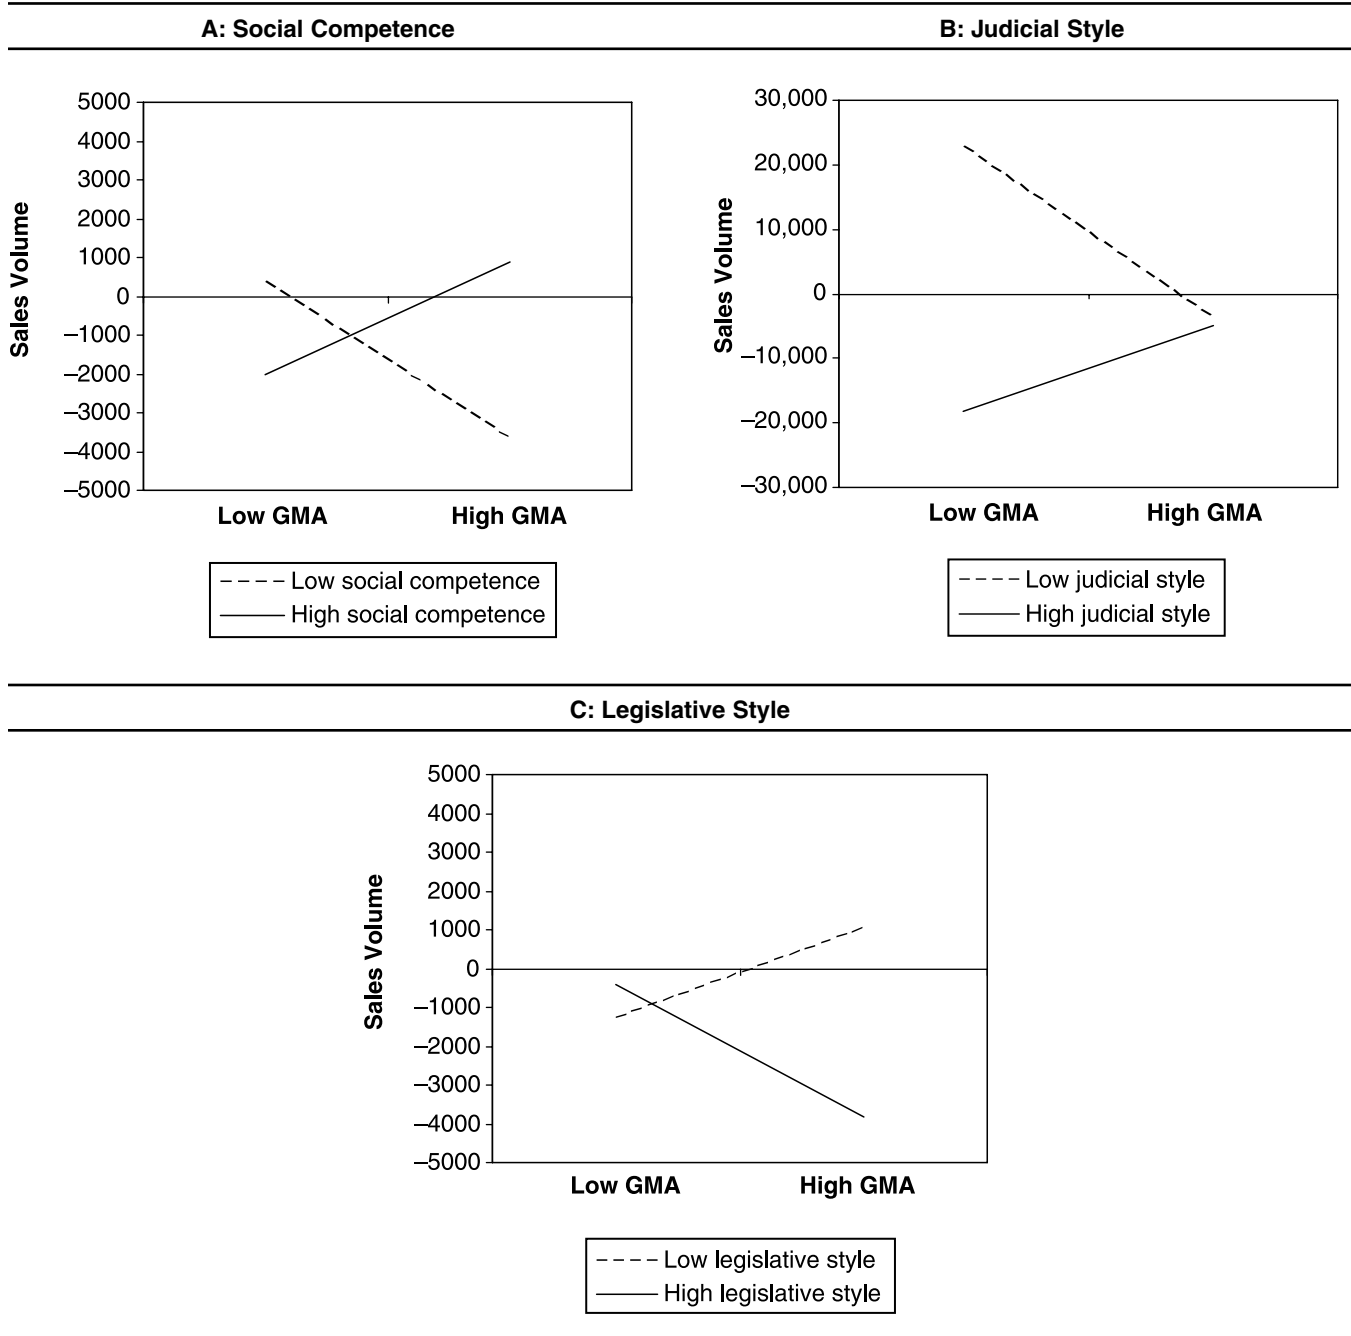 A: Social Competence
B: Judicial Style
5000
4000
3000
2000
1000
0
–1000
–2000
–3000
–4000
–5000
Sales Volume
Low GMA
High GMA
Low social competence
High social competence
30,000
20,000
10,000
0
–10,000
–20,000
–30,000
Sales Volume
Low GMA
High GMA
Low judicial style
High judicial style
C: Legislative Style
5000
4000
3000
2000
1000
0
–1000
–2000
–3000
–4000
–5000
Sales Volume
Low GMA
High GMA
Low legislative style
High legislative style